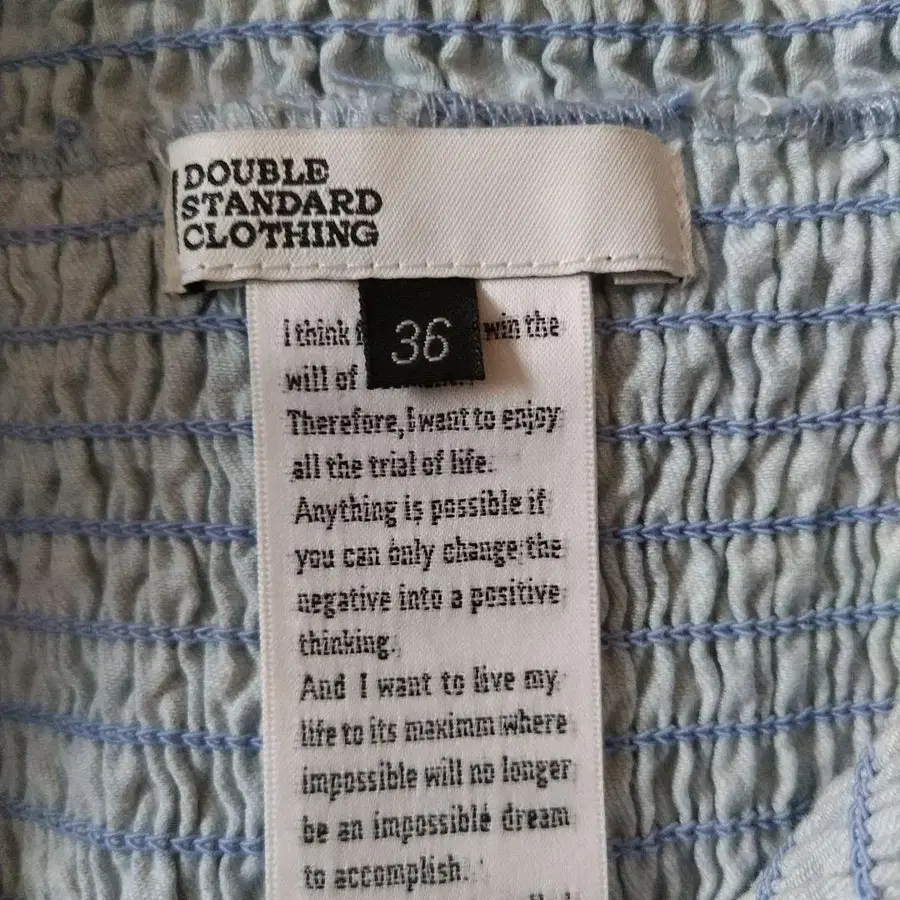 DOUBLE
STANDARD
CLOTHING
36
i think win the
will of
Therefore, I want to enjoy
all the trial of life.
Anything is possible if
you can only change the
negative into a positive
thinking.
And I want to live my
life to its maximm where
impossible will no longer
be an impossible dream
to accomplish.